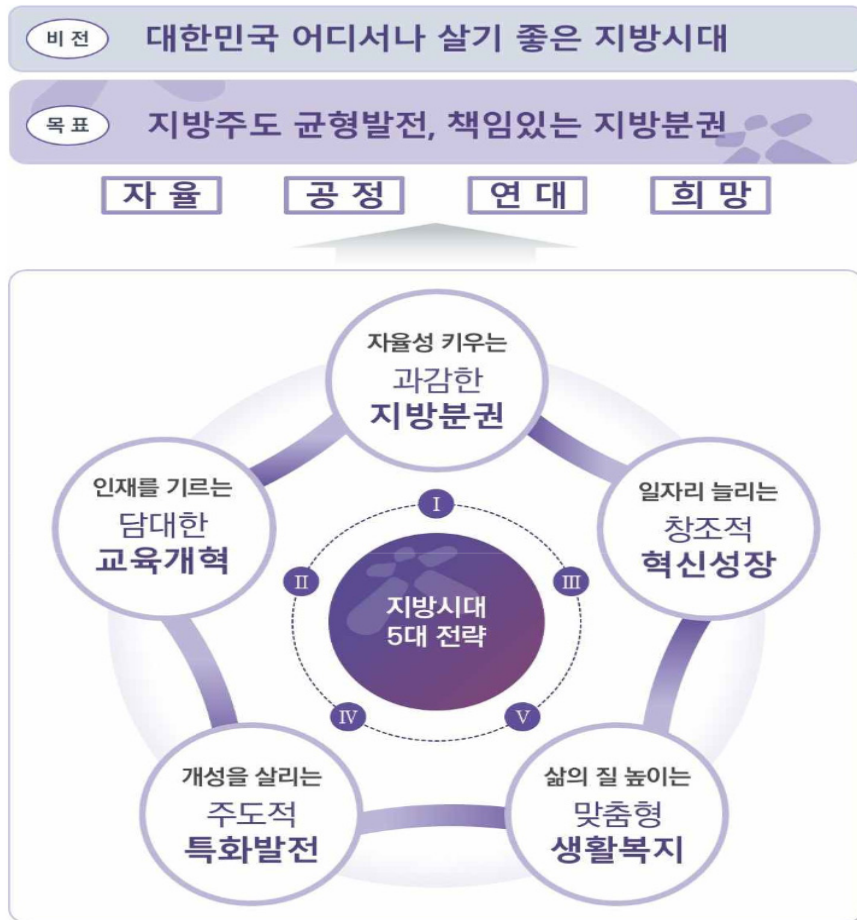 비 전 대한민국 어디서나 살기 좋은 지방시대
목 표 지방주도 균형발전, 책임있는 지방분권
자 율 공 정 연 대 희 망
자율성 키우는
과감한
지방분권
인재를 기르는
담대한
교육개혁
일자리 늘리는
창조적
혁신성장
Ⅰ
Ⅱ
Ⅲ
지방시대
5대 전략
Ⅳ
Ⅴ
개성을 살리는
주도적
특화발전
삶의 질 높이는
맞춤형
생활복지